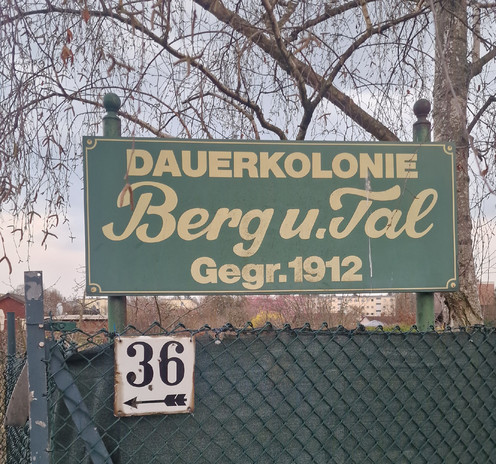 DAUERKOLONIE
Berg u. Tal
Gegr. 1912
36